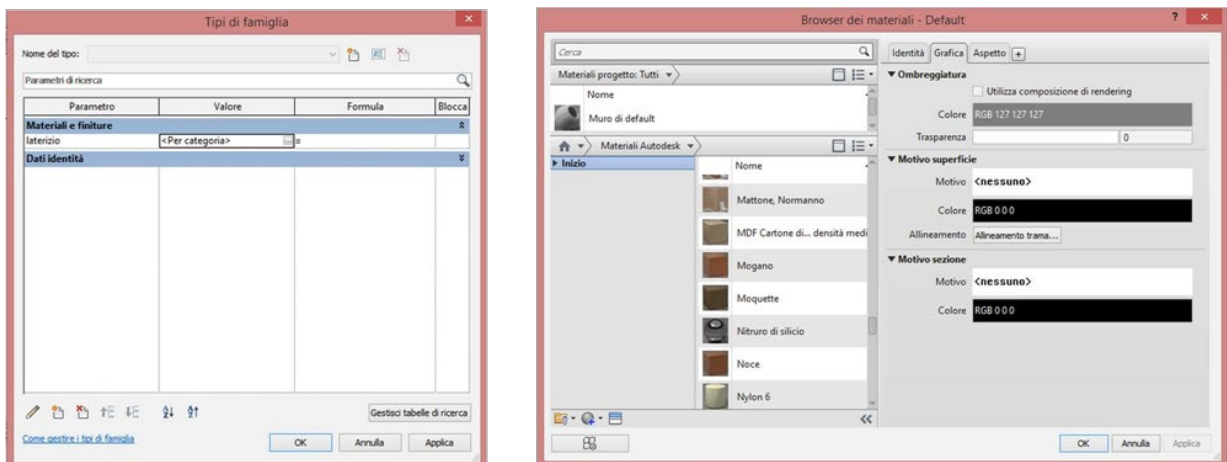 Tipi di famiglia
Nome del tipo:
Parametri di ricerca
Parametro Valore Formula Blocca
Materiali e finiture
laterizio <Per categoria> =
Dati identità
Gestisci tabelle di ricerca
Come gestire i tipi di famiglia
OK Annulla Applica
Browser dei materiali - Default
Cerca
Materiali progetto: Tutti
Nome
Muro di default
Materiali Autodesk
Inizio
Nome
Mattone, Normanno
MDF Cartone di... densità medi
Mogano
Moquette
Nitruro di silicio
Noce
Nylon 6
Identità Grafica Aspetto
Ombreggiatura
Utilizza composizione di rendering
Colore RGB 127 127 127
Trasparenza 0
Motivo superficie
Motivo <nessuno>
Colore RGB 0 0 0
Allineamento Allineamento trama...
Motivo sezione
Motivo <nessuno>
Colore RGB 0 0 0
OK Annulla Applica